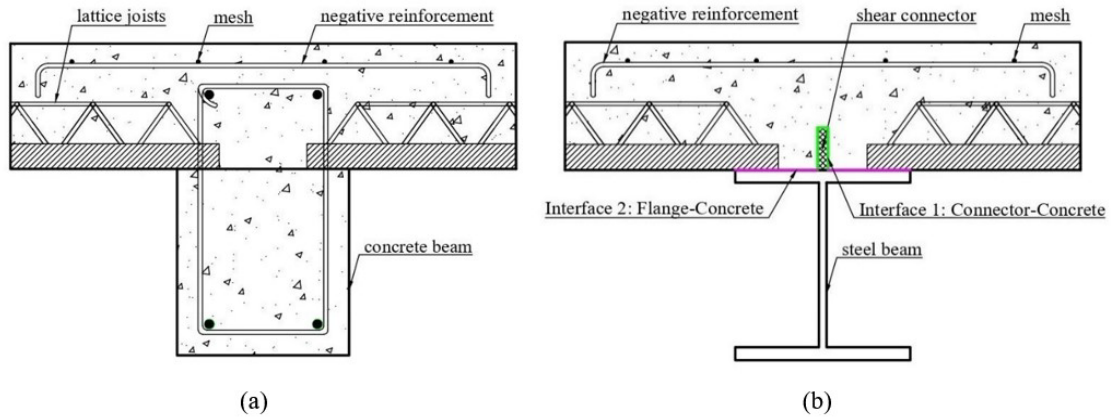 lattice joists
mesh
negative reinforcement
concrete beam
(a)
negative reinforcement
shear connector
mesh
Interface 2: Flange-Concrete
Interface 1: Connector-Concrete
steel beam
(b)